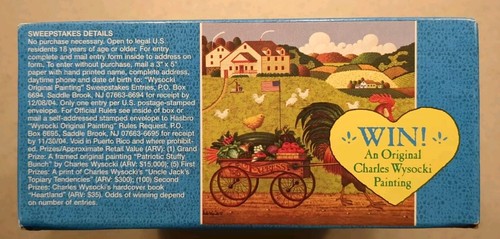 SWEEPSTAKES DETAILS
No purchase necessary. Open to legal U.S.
residents 18 years of age or older. For entry
complete and mail entry form inside to address on
form. To enter without purchase, mail a 3" x 5"
paper with hand printed name, complete address,
daytime phone and date of birth to: "Wysocki
Original Painting" Sweepstakes Entries, P.O. Box
6694, Saddle Brook, NJ 07663-6694 for receipt by
12/08/04. Only one entry per U.S. postage-stamped
envelope. For Official Rules see inside of box or
mail a self-addressed stamped envelope to Hasbro
"Wysocki Original Painting" Rules Request, P.O.
Box 6695, Saddle Brook, NJ 07663-6695 for receipt
by 11/30/04. Void in Puerto Rico and where prohib-
ited. Prizes/Approximate Retail Value (ARV): (1) Grand
Prize: A framed original painting "Patriotic Stuffy
Bunch" by Charles Wysocki (ARV: $15,000); (5) First
Prizes: A print of Charles Wysocki's "Uncle Jack's
Topiary Tendencies" (ARV: $300); (100) Second
Prizes: Charles Wysocki's hardcover book
"Heartland" (ARV: $35). Odds of winning depend
on number of entries.
WIN!
An Original
Charles Wysocki
Painting